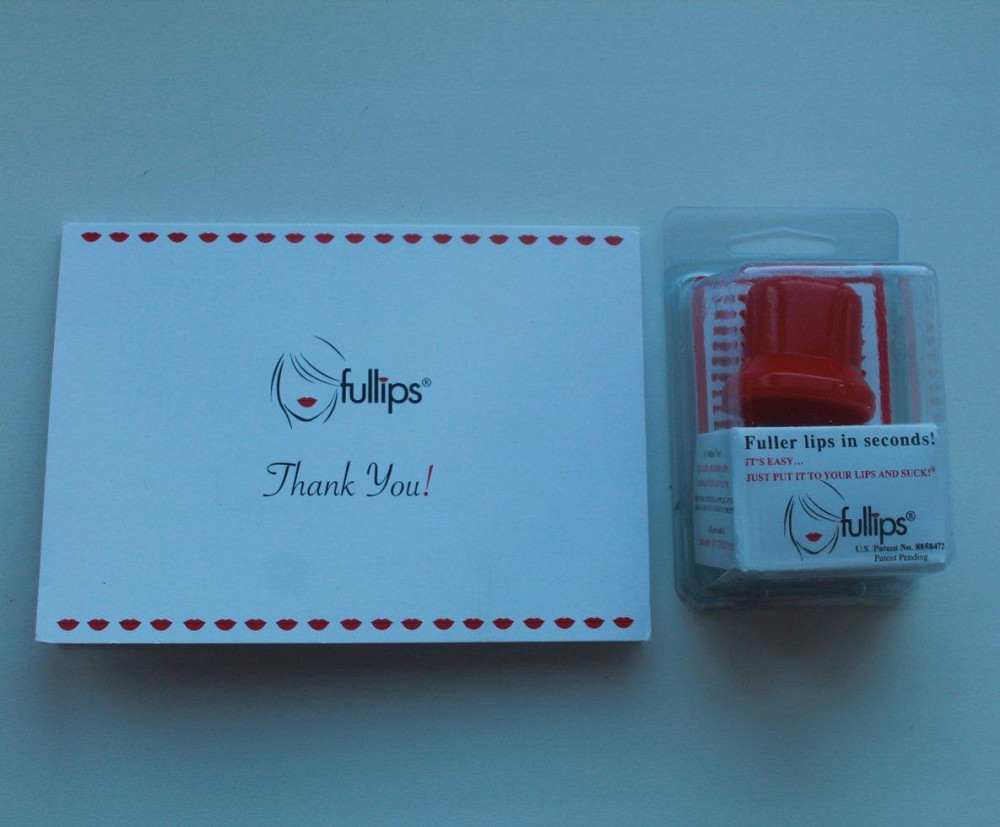 fullips®
Thank You!
Fuller lips in seconds!
IT'S EASY...
JUST PUT IT TO YOUR LIPS AND SUCK!®
fullips®
U.S. Patent No. 8858472
Patent Pending